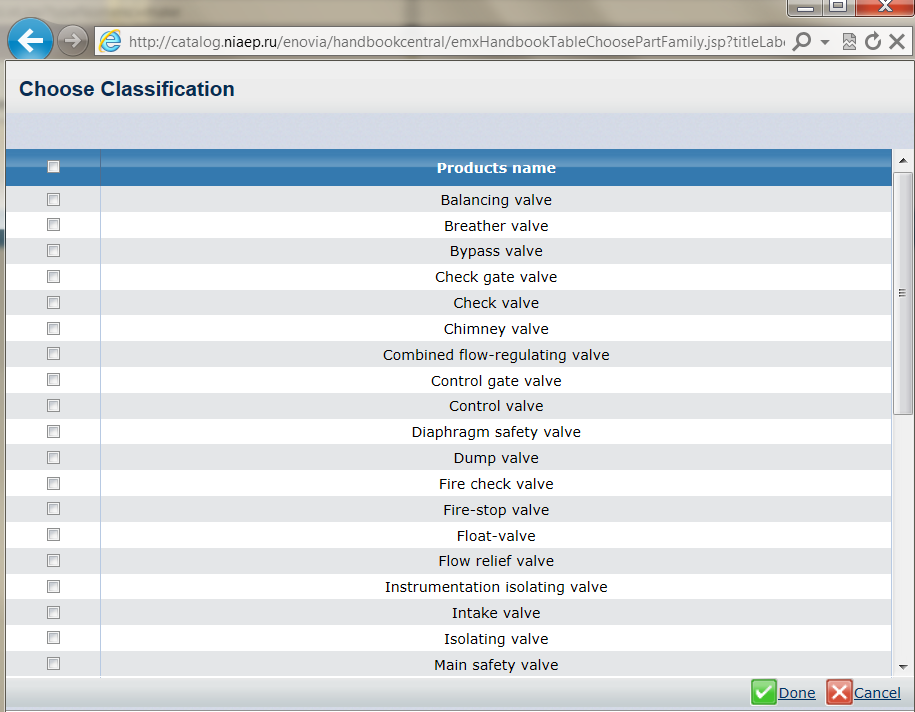 http://catalog.niaep.ru/enovia/handbookcentral/emxHandbookTableChoosePartFamily.jsp?titleLabe
Choose Classification
Products name
Balancing valve
Breather valve
Bypass valve
Check gate valve
Check valve
Chimney valve
Combined flow-regulating valve
Control gate valve
Control valve
Diaphragm safety valve
Dump valve
Fire check valve
Fire-stop valve
Float-valve
Flow relief valve
Instrumentation isolating valve
Intake valve
Isolating valve
Main safety valve
Done Cancel